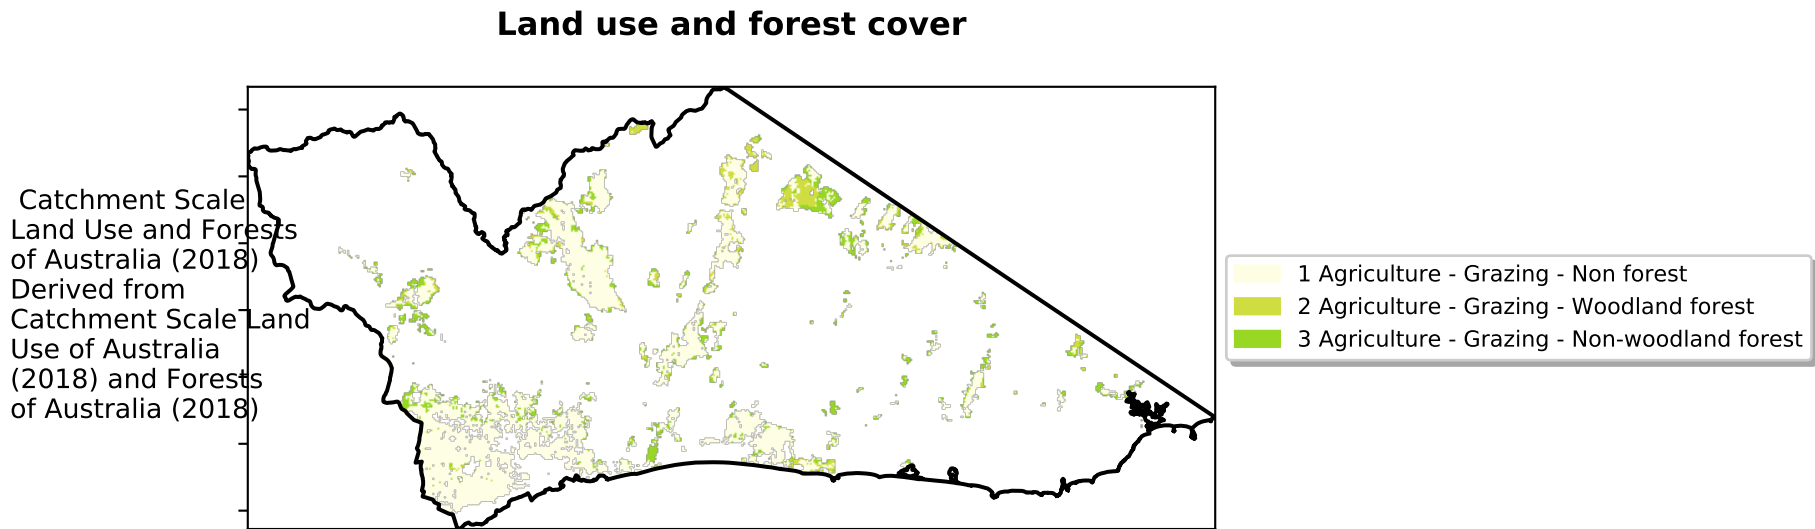 Land use and forest cover
Catchment Scale
Land Use and Forests
of Australia (2018)
Derived from
Catchment Scale Land
Use of Australia
(2018) and Forests
of Australia (2018)
1 Agriculture - Grazing - Non forest
2 Agriculture - Grazing - Woodland forest
3 Agriculture - Grazing - Non-woodland forest